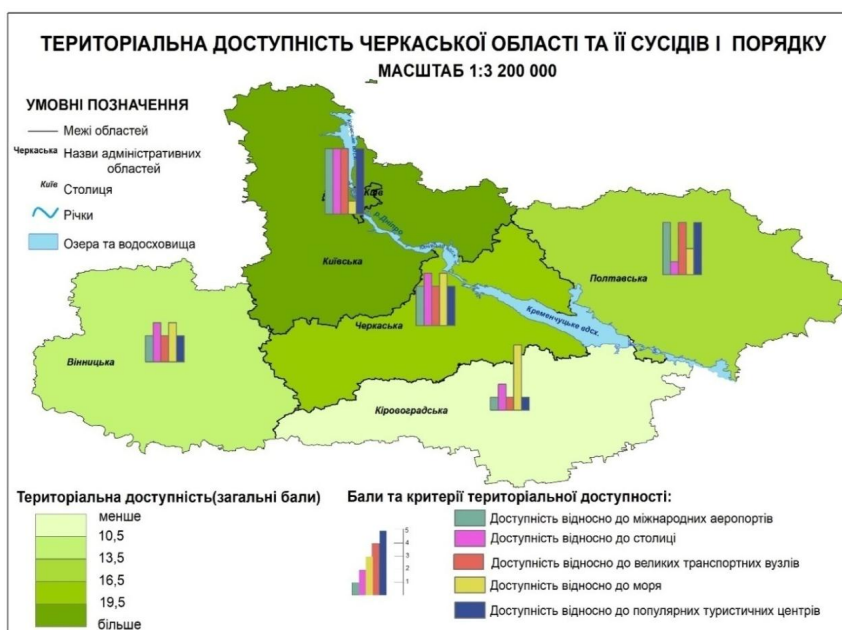 ТЕРИТОРІАЛЬНА ДОСТУПНІСТЬ ЧЕРКАСЬКОЇ ОБЛАСТІ ТА ЇЇ СУСІДІВ І ПОРЯДКУ
МАСШТАБ 1:3 200 000
УМОВНІ ПОЗНАЧЕННЯ
Межі областей
Черкаська Назви адміністративних
областей
Київ Столиця
Річки
Озера та водосховища
Київ
р.Дніпро
Київська
Полтавська
Черкаська
Кременчуцьке вдсх.
Вінницька
Кіровоградська
Територіальна доступність(загальні бали)
менше
10,5
13,5
16,5
19,5
більше
Бали та критерії територіальної доступності:
5
4
3
2
1
Доступність відносно до міжнародних аеропортів
Доступність відносно до столиці
Доступність відносно до великих транспортних вузлів
Доступність відносно до моря
Доступність відносно до популярних туристичних центрів